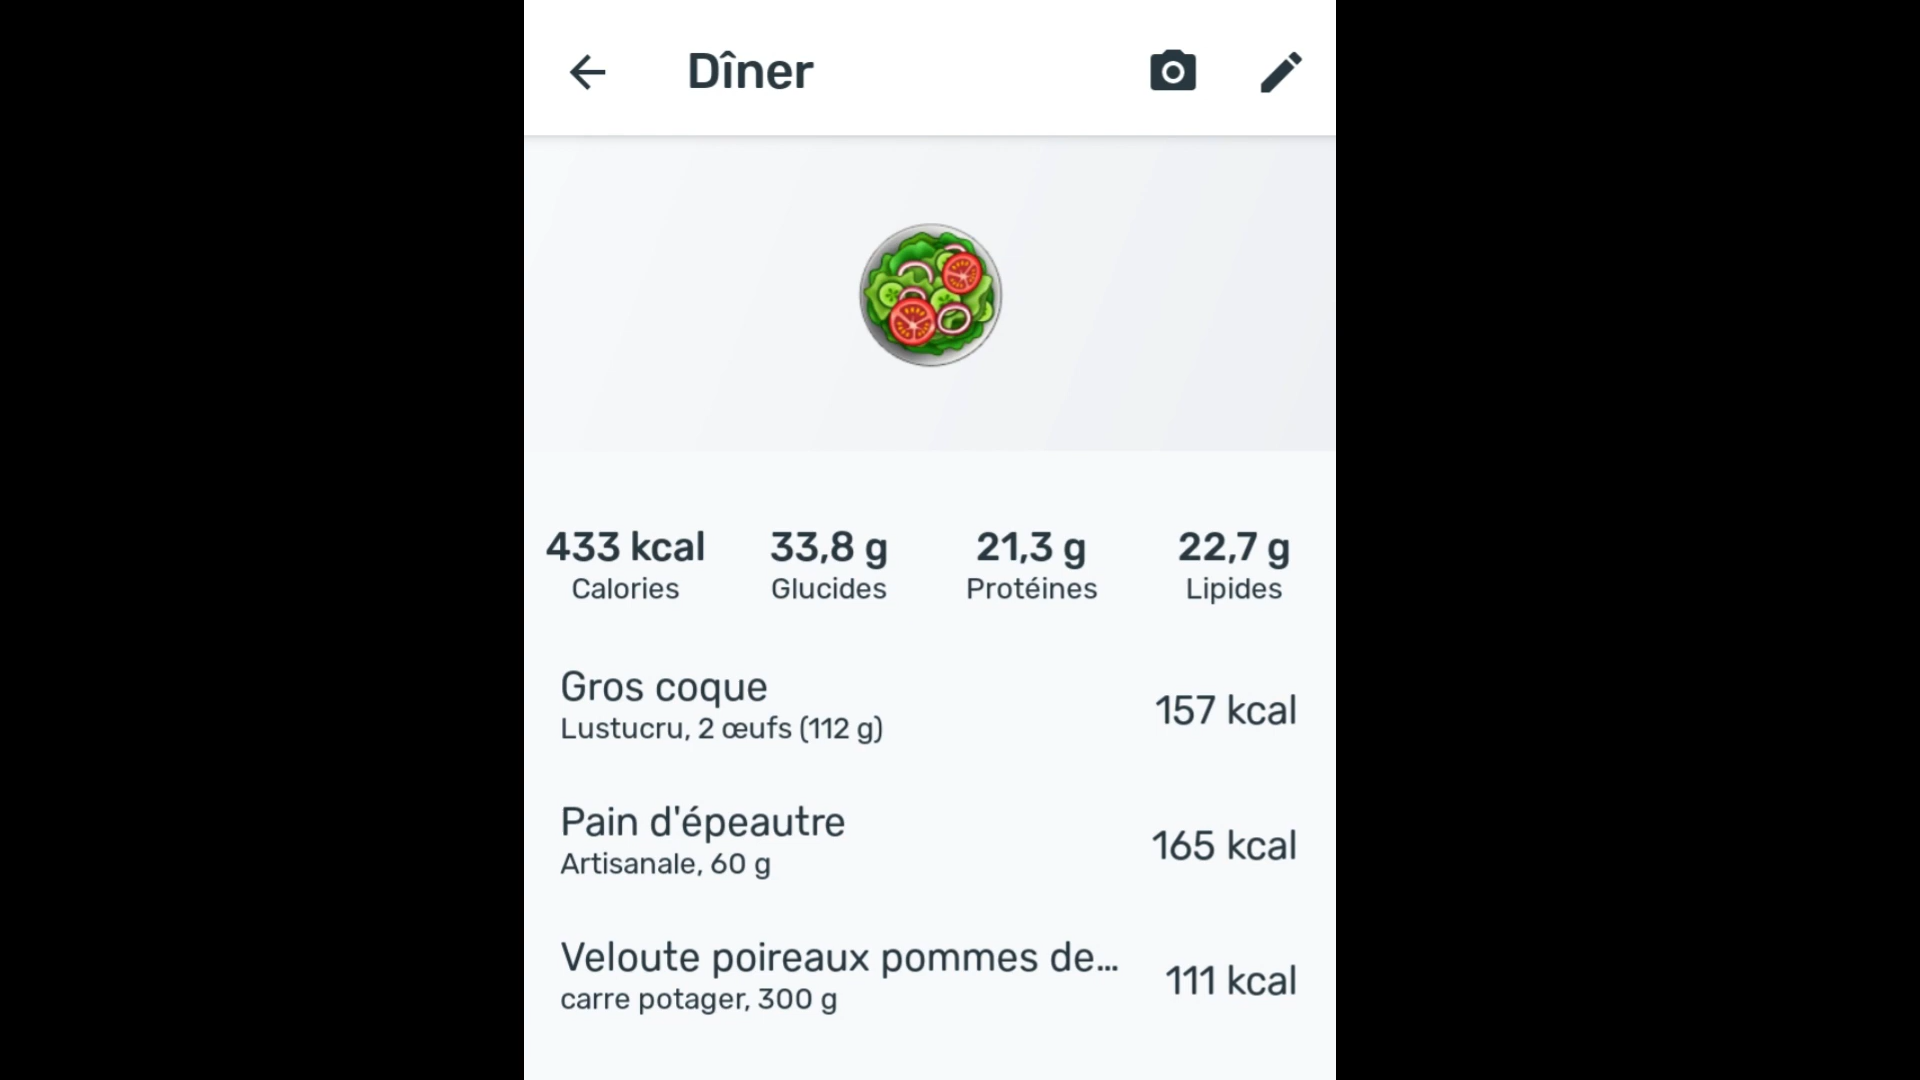 Dîner
433 kcal 33,8 g 21,3 g 22,7 g
Calories Glucides Protéines Lipides
Gros coque
Lustucru, 2 œufs (112 g)
157 kcal
Pain d'épeautre
Artisanale, 60 g
165 kcal
Veloute poireaux pommes de...
carre potager, 300 g
111 kcal